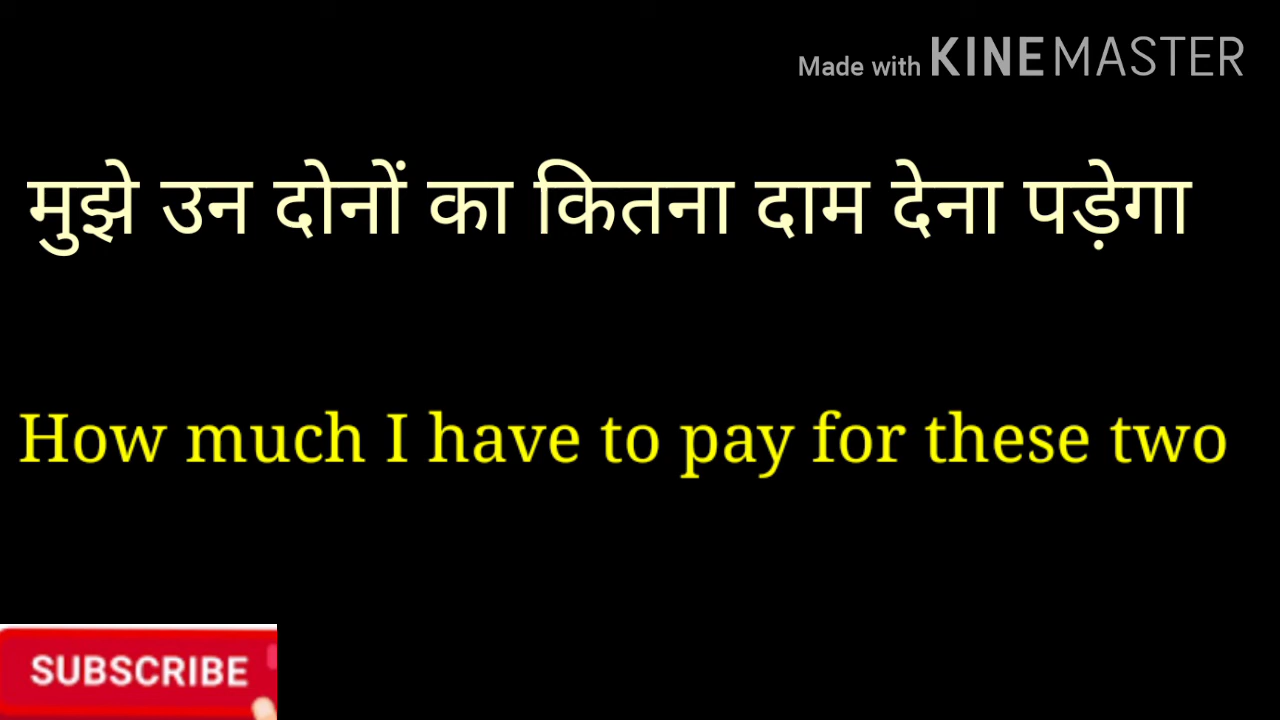 Made with KINEMASTER
मुझे उन दोनों का कितना दाम देना पड़ेगा
How much I have to pay for these two
SUBSCRIBE